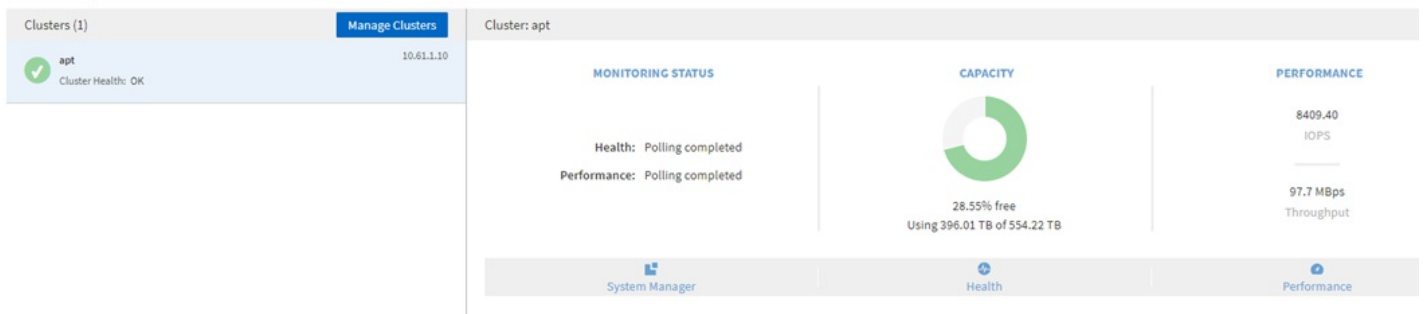 Clusters (1)
Manage Clusters
apt
10.61.1.10
Cluster Health: OK
Cluster: apt
MONITORING STATUS
Health: Polling completed
Performance: Polling completed
CAPACITY
28.55% free
Using 396.01 TB of 554.22 TB
PERFORMANCE
8409.40
IOPS
97.7 MBps
Throughput
System Manager
Health
Performance